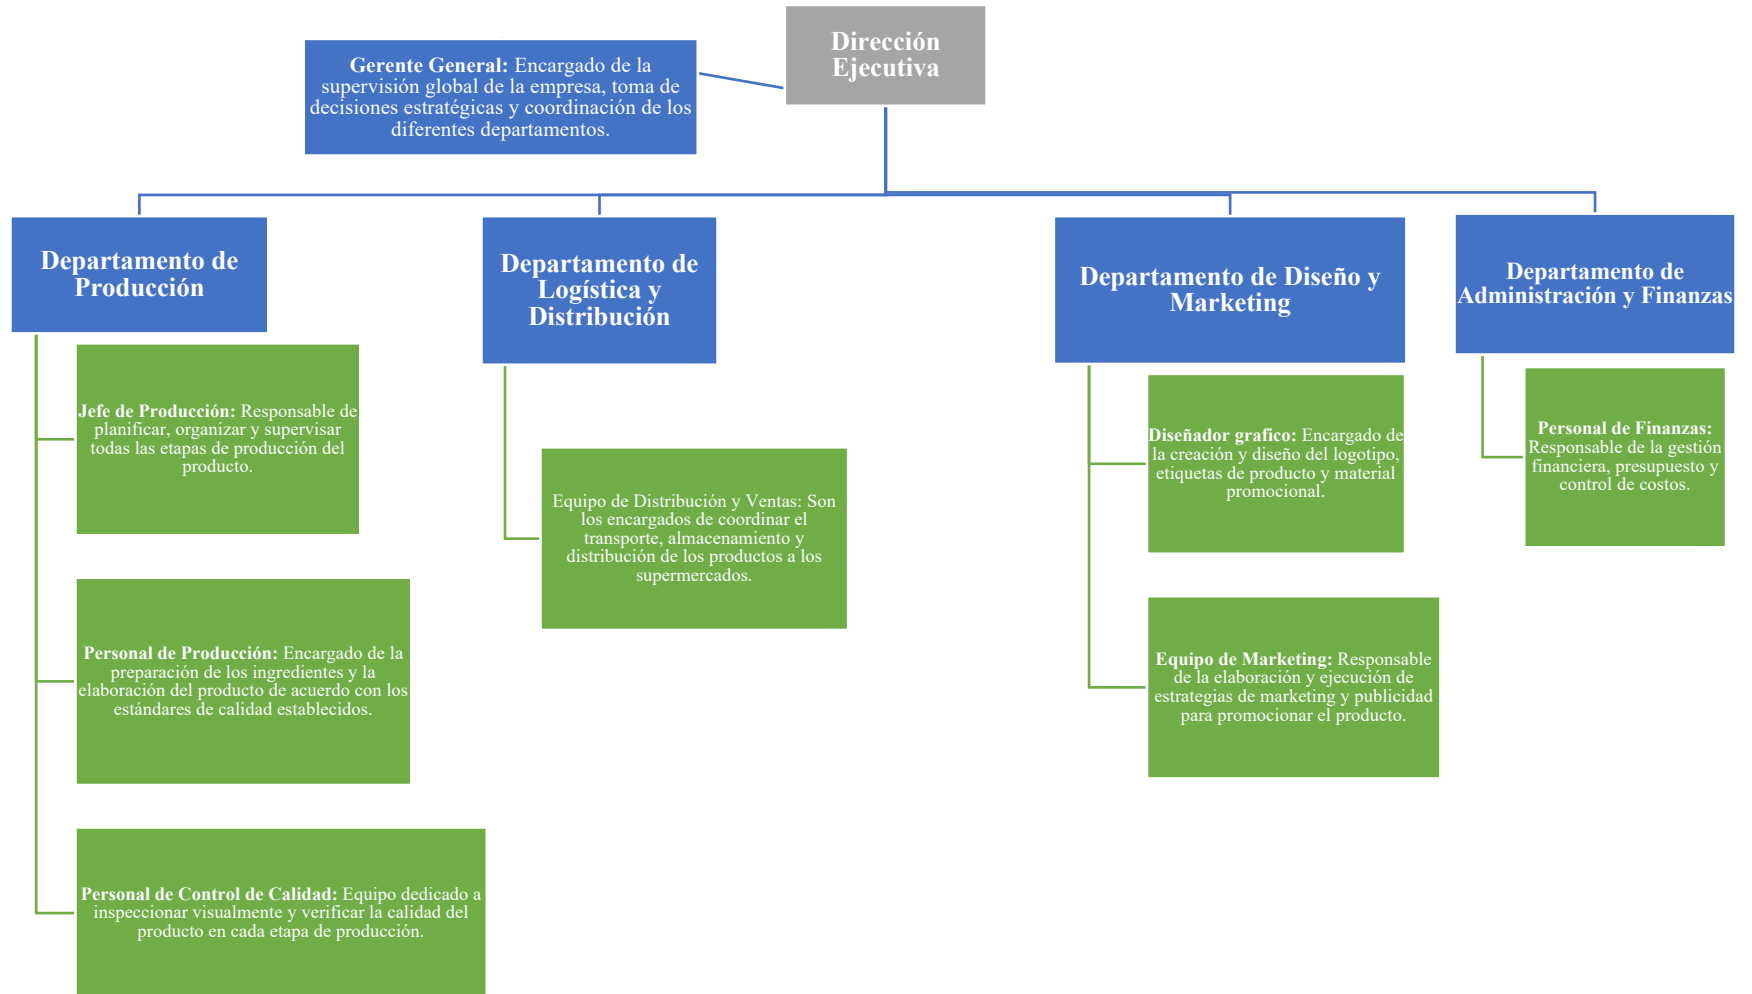 Dirección
Ejecutiva
Gerente General: Encargado de la
supervisión global de la empresa, toma de
decisiones estratégicas y coordinación de los
diferentes departamentos.
Departamento de
Producción
Jefe de Producción: Responsable de
planificar, organizar y supervisar
todas las etapas de producción del
producto.
Personal de Producción: Encargado de la
preparación de los ingredientes y la
elaboración del producto de acuerdo con los
estándares de calidad establecidos.
Personal de Control de Calidad: Equipo dedicado a
inspeccionar visualmente y verificar la calidad del
producto en cada etapa de producción.
Departamento de
Logística y
Distribución
Equipo de Distribución y Ventas: Son
los encargados de coordinar el
transporte, almacenamiento y
distribución de los productos a los
supermercados.
Departamento de Diseño y
Marketing
Diseñador grafico: Encargado de
la creación y diseño del logotipo,
etiquetas de producto y material
promocional.
Equipo de Marketing: Responsable
de la elaboración y ejecución de
estrategias de marketing y publicidad
para promocionar el producto.
Departamento de
Administración y Finanzas
Personal de Finanzas:
Responsable de la gestión
financiera, presupuesto y
control de costos.